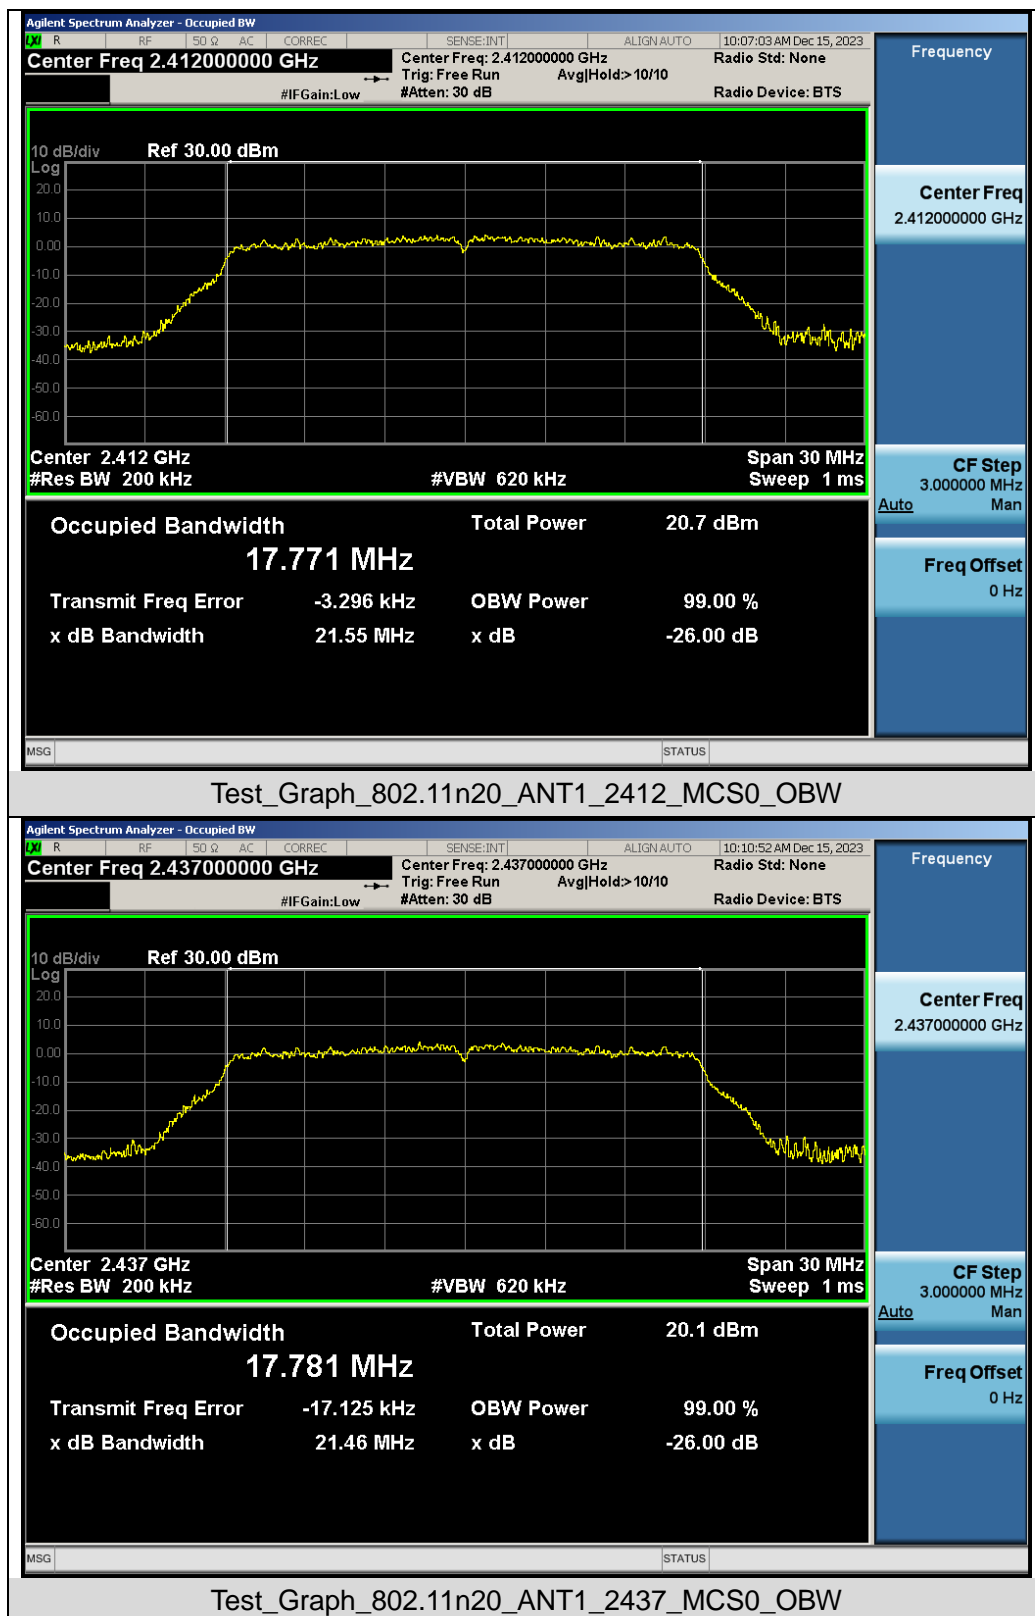 Agilent Spectrum Analyzer - Occupied BW
LXI R RF 50 Ω AC CORREC SENSE:INT ALIGN AUTO 10:07:03 AM Dec 15, 2023
Center Freq 2.412000000 GHz
Center Freq: 2.412000000 GHz
Radio Std: None
Trig: Free Run Avg|Hold:> 10/10
#IFGain:Low
#Atten: 30 dB
Radio Device: BTS
Frequency
10 dB/div Ref 30.00 dBm
Log
20.0
10.0
0.00
-10.0
-20.0
-30.0
-40.0
-50.0
-60.0
Center 2.412 GHz Span 30 MHz
#Res BW 200 kHz #VBW 620 kHz Sweep 1 ms
Center Freq
2.412000000 GHz
CF Step
3.000000 MHz
Auto Man
Freq Offset
0 Hz
Occupied Bandwidth Total Power 20.7 dBm
17.771 MHz
Transmit Freq Error -3.296 kHz OBW Power 99.00 %
x dB Bandwidth 21.55 MHz x dB -26.00 dB
MSG STATUS
Test_Graph_802.11n20_ANT1_2412_MCS0_OBW
Agilent Spectrum Analyzer - Occupied BW
LXI R RF 50 Ω AC CORREC SENSE:INT ALIGN AUTO 10:10:52 AM Dec 15, 2023
Center Freq 2.437000000 GHz
Center Freq: 2.437000000 GHz
Radio Std: None
Trig: Free Run Avg|Hold:> 10/10
#IFGain:Low
#Atten: 30 dB
Radio Device: BTS
Frequency
10 dB/div Ref 30.00 dBm
Log
20.0
10.0
0.00
-10.0
-20.0
-30.0
-40.0
-50.0
-60.0
Center 2.437 GHz Span 30 MHz
#Res BW 200 kHz #VBW 620 kHz Sweep 1 ms
Center Freq
2.437000000 GHz
CF Step
3.000000 MHz
Auto Man
Freq Offset
0 Hz
Occupied Bandwidth Total Power 20.1 dBm
17.781 MHz
Transmit Freq Error -17.125 kHz OBW Power 99.00 %
x dB Bandwidth 21.46 MHz x dB -26.00 dB
MSG STATUS
Test_Graph_802.11n20_ANT1_2437_MCS0_OBW